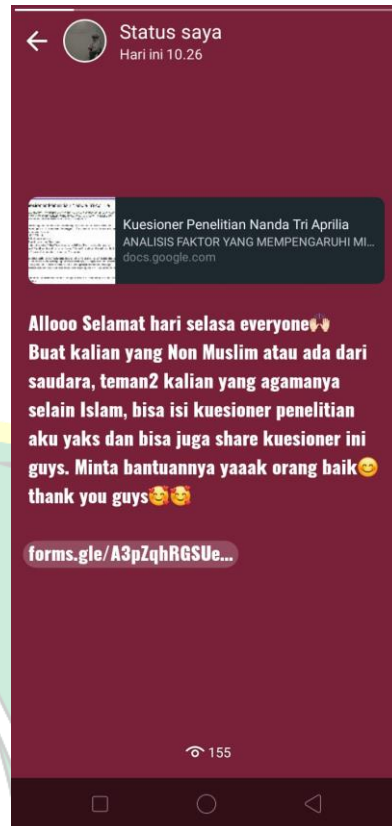 Status saya
Hari ini 10.26
Kuesioner Penelitian Nanda Tri Aprilia
ANALISIS FAKTOR YANG MEMPENGARUHI MI...
docs.google.com
Allooo Selamat hari selasa everyone🙌🏻
Buat kalian yang Non Muslim atau ada dari
saudara, teman2 kalian yang agamanya
selain Islam, bisa isi kuesioner penelitian
aku yaks dan bisa juga share kuesioner ini
guys. Minta bantuannya yaaak orang baik😊
thank you guys🥰🥰
forms.gle/A3pZqhRGSUe...
155